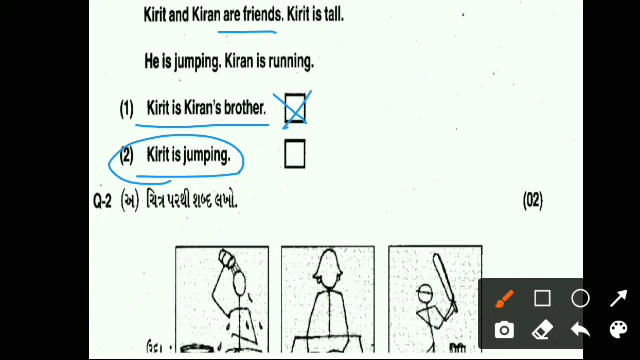 Kirit and Kiran are friends. Kirit is tall.
He is jumping. Kiran is running.
(1) Kirit is Kiran's brother.
(2) Kirit is jumping.
Q-2 (અ) ચિત્ર પરથી શબ્દ લખો. (02)